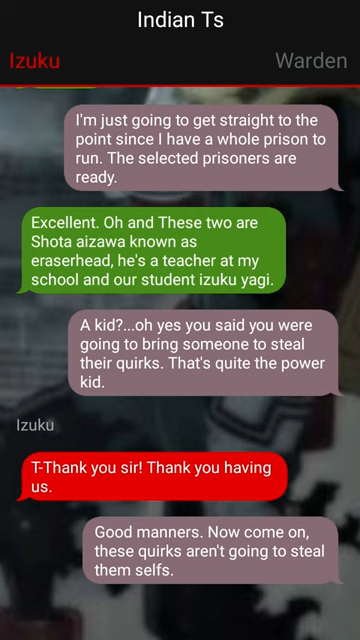 Indian Ts
Izuku
Warden
I'm just going to get straight to the
point since I have a whole prison to
run. The selected prisoners are
ready.
Excellent. Oh and These two are
Shota aizawa known as
eraserhead, he's a teacher at my
school and our student izuku yagi.
A kid?...oh yes you said you were
going to bring someone to steal
their quirks. That's quite the power
kid.
Izuku
T-Thank you sir! Thank you having
us.
Good manners. Now come on,
these quirks aren't going to steal
them selfs.